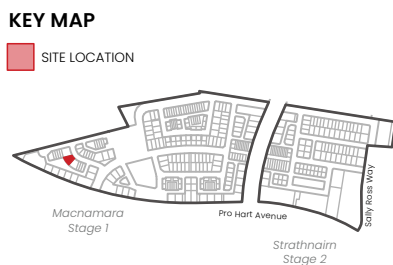 KEY MAP
SITE LOCATION
Macnamara
Stage 1
Pro Hart Avenue
Sally Ross Way
Strathnairn
Stage 2